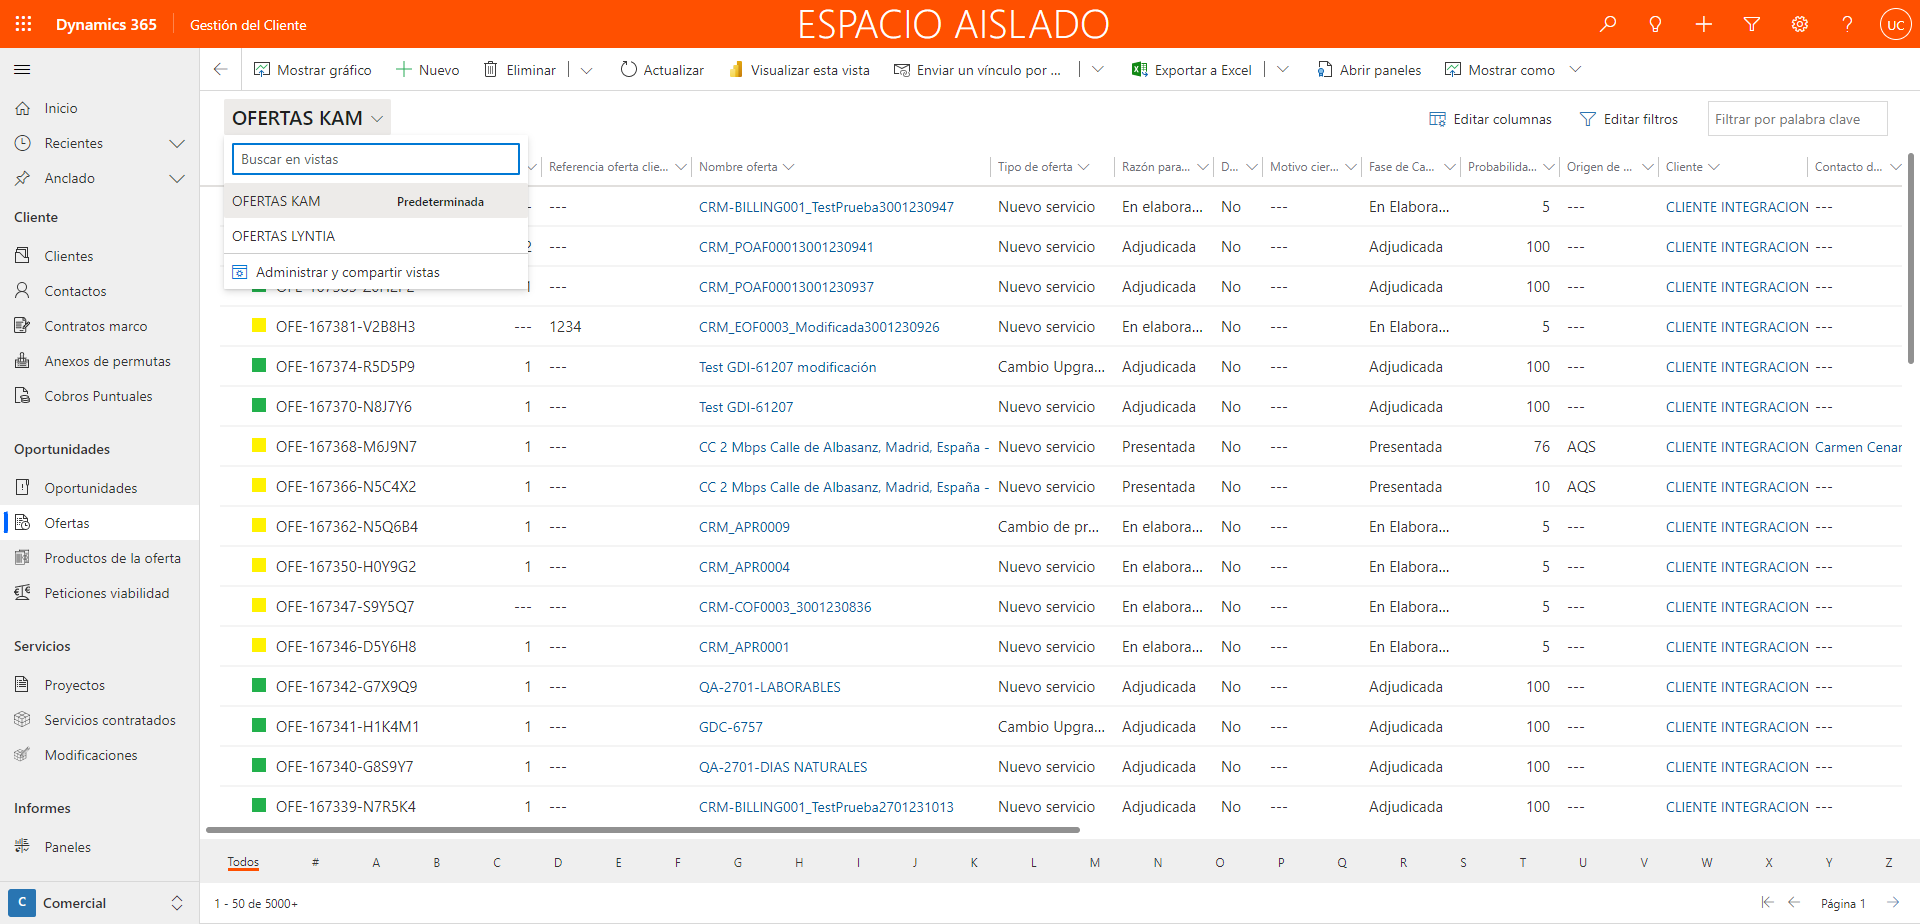 Dynamics 365 Gestión del Cliente ESPACIO AISLADO UC
Mostrar gráfico Nuevo Eliminar Actualizar Visualizar esta vista Enviar un vínculo por ... Exportar a Excel Abrir paneles Mostrar como
Inicio
Recientes
Anclado
Cliente
Clientes
Contactos
Contratos marco
Anexos de permutas
Cobros Puntuales
Oportunidades
Oportunidades
Ofertas
Productos de la oferta
Peticiones viabilidad
Servicios
Proyectos
Servicios contratados
Modificaciones
Informes
Paneles
C Comercial
OFERTAS KAM Editar columnas Editar filtros Filtrar por palabra clave
Buscar en vistas
OFERTAS KAM Predeterminada
OFERTAS LYNTIA
Administrar y compartir vistas
Referencia oferta clie... Nombre oferta Tipo de oferta Razón para... D... Motivo cier... Fase de Ca... Probabilida... Origen de ... Cliente Contacto d...
--- CRM-BILLING001_TestPrueba3001230947 Nuevo servicio En elabora... No --- En Elabora... 5 --- CLIENTE INTEGRACION ---
2 --- CRM_POAF00013001230941 Nuevo servicio Adjudicada No --- Adjudicada 100 --- CLIENTE INTEGRACION ---
1 --- CRM_POAF00013001230937 Nuevo servicio Adjudicada No --- Adjudicada 100 --- CLIENTE INTEGRACION ---
OFE-167381-V2B8H3 --- 1234 CRM_EOF0003_Modificada3001230926 Nuevo servicio En elabora... No --- En Elabora... 5 --- CLIENTE INTEGRACION ---
OFE-167374-R5D5P9 1 --- Test GDI-61207 modificación Cambio Upgra... Adjudicada No --- Adjudicada 100 --- CLIENTE INTEGRACION ---
OFE-167370-N8J7Y6 1 --- Test GDI-61207 Nuevo servicio Adjudicada No --- Adjudicada 100 --- CLIENTE INTEGRACION ---
OFE-167368-M6J9N7 1 --- CC 2 Mbps Calle de Albasanz, Madrid, España - Nuevo servicio Presentada No --- Presentada 76 AQS CLIENTE INTEGRACION Carmen Cenar
OFE-167366-N5C4X2 1 --- CC 2 Mbps Calle de Albasanz, Madrid, España - Nuevo servicio Presentada No --- Presentada 10 AQS CLIENTE INTEGRACION ---
OFE-167362-N5Q6B4 1 --- CRM_APR0009 Cambio de pr... En elabora... No --- En Elabora... 5 --- CLIENTE INTEGRACION ---
OFE-167350-H0Y9G2 1 --- CRM_APR0004 Nuevo servicio En elabora... No --- En Elabora... 5 --- CLIENTE INTEGRACION ---
OFE-167347-S9Y5Q7 --- --- CRM-COF0003_3001230836 Nuevo servicio En elabora... No --- En Elabora... 5 --- CLIENTE INTEGRACION ---
OFE-167346-D5Y6H8 1 --- CRM_APR0001 Nuevo servicio En elabora... No --- En Elabora... 5 --- CLIENTE INTEGRACION ---
OFE-167342-G7X9Q9 1 --- QA-2701-LABORABLES Nuevo servicio Adjudicada No --- Adjudicada 100 --- CLIENTE INTEGRACION ---
OFE-167341-H1K4M1 1 --- GDC-6757 Cambio Upgra... Adjudicada No --- Adjudicada 100 --- CLIENTE INTEGRACION ---
OFE-167340-G8S9Y7 1 --- QA-2701-DIAS NATURALES Nuevo servicio Adjudicada No --- Adjudicada 100 --- CLIENTE INTEGRACION ---
OFE-167339-N7R5K4 1 --- CRM-BILLING001_TestPrueba2701231013 Nuevo servicio Adjudicada No --- Adjudicada 100 --- CLIENTE INTEGRACION ---
Todos # A B C D E F G H I J K L M N O P Q R S T U V W X Y Z
1 - 50 de 5000+ Página 1